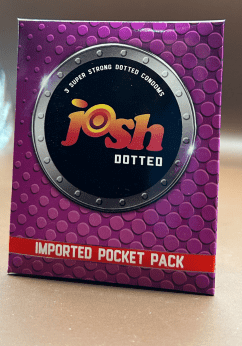 3 SUPER STRONG DOTTED CONDOMS
josh
DOTTED
IMPORTED POCKET PACK